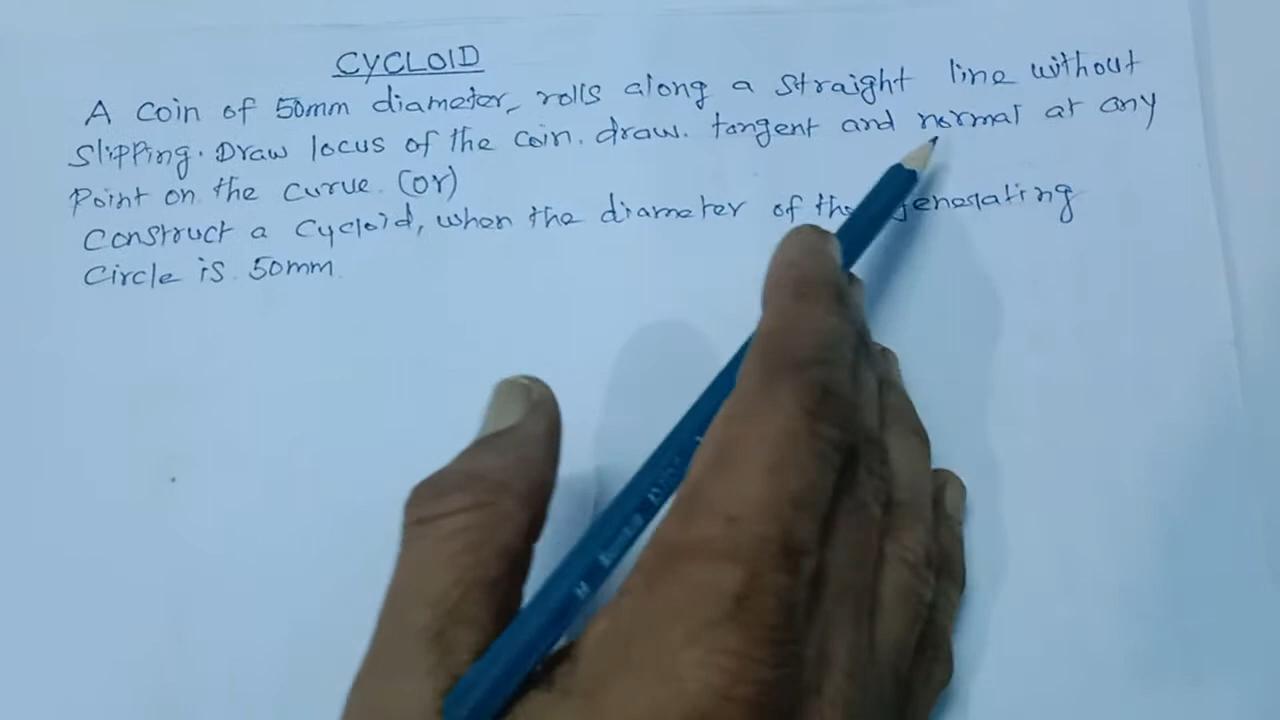 CYCLOID
A coin of 50mm diameter, rolls along a straight line without
slipping. Draw locus of the coin. draw. tangent and normal at any
Point on the curve. (or)
Construct a Cycloid, when the diameter of the generating
Circle is 50mm.